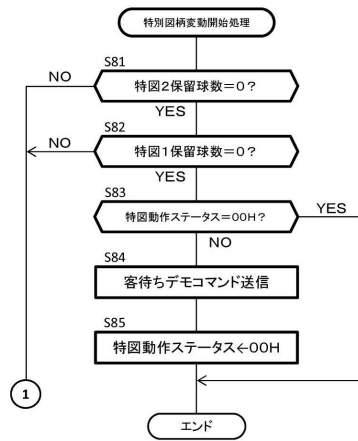 特別図柄変動開始処理
S81
NO
特図2保留球数=0?
YES
S82
NO
特図1保留球数=0?
YES
S83
特図動作ステータス=00H?
YES
NO
S84
客待ちデモコマンド送信
S85
特図動作ステータス←00H
1
エンド